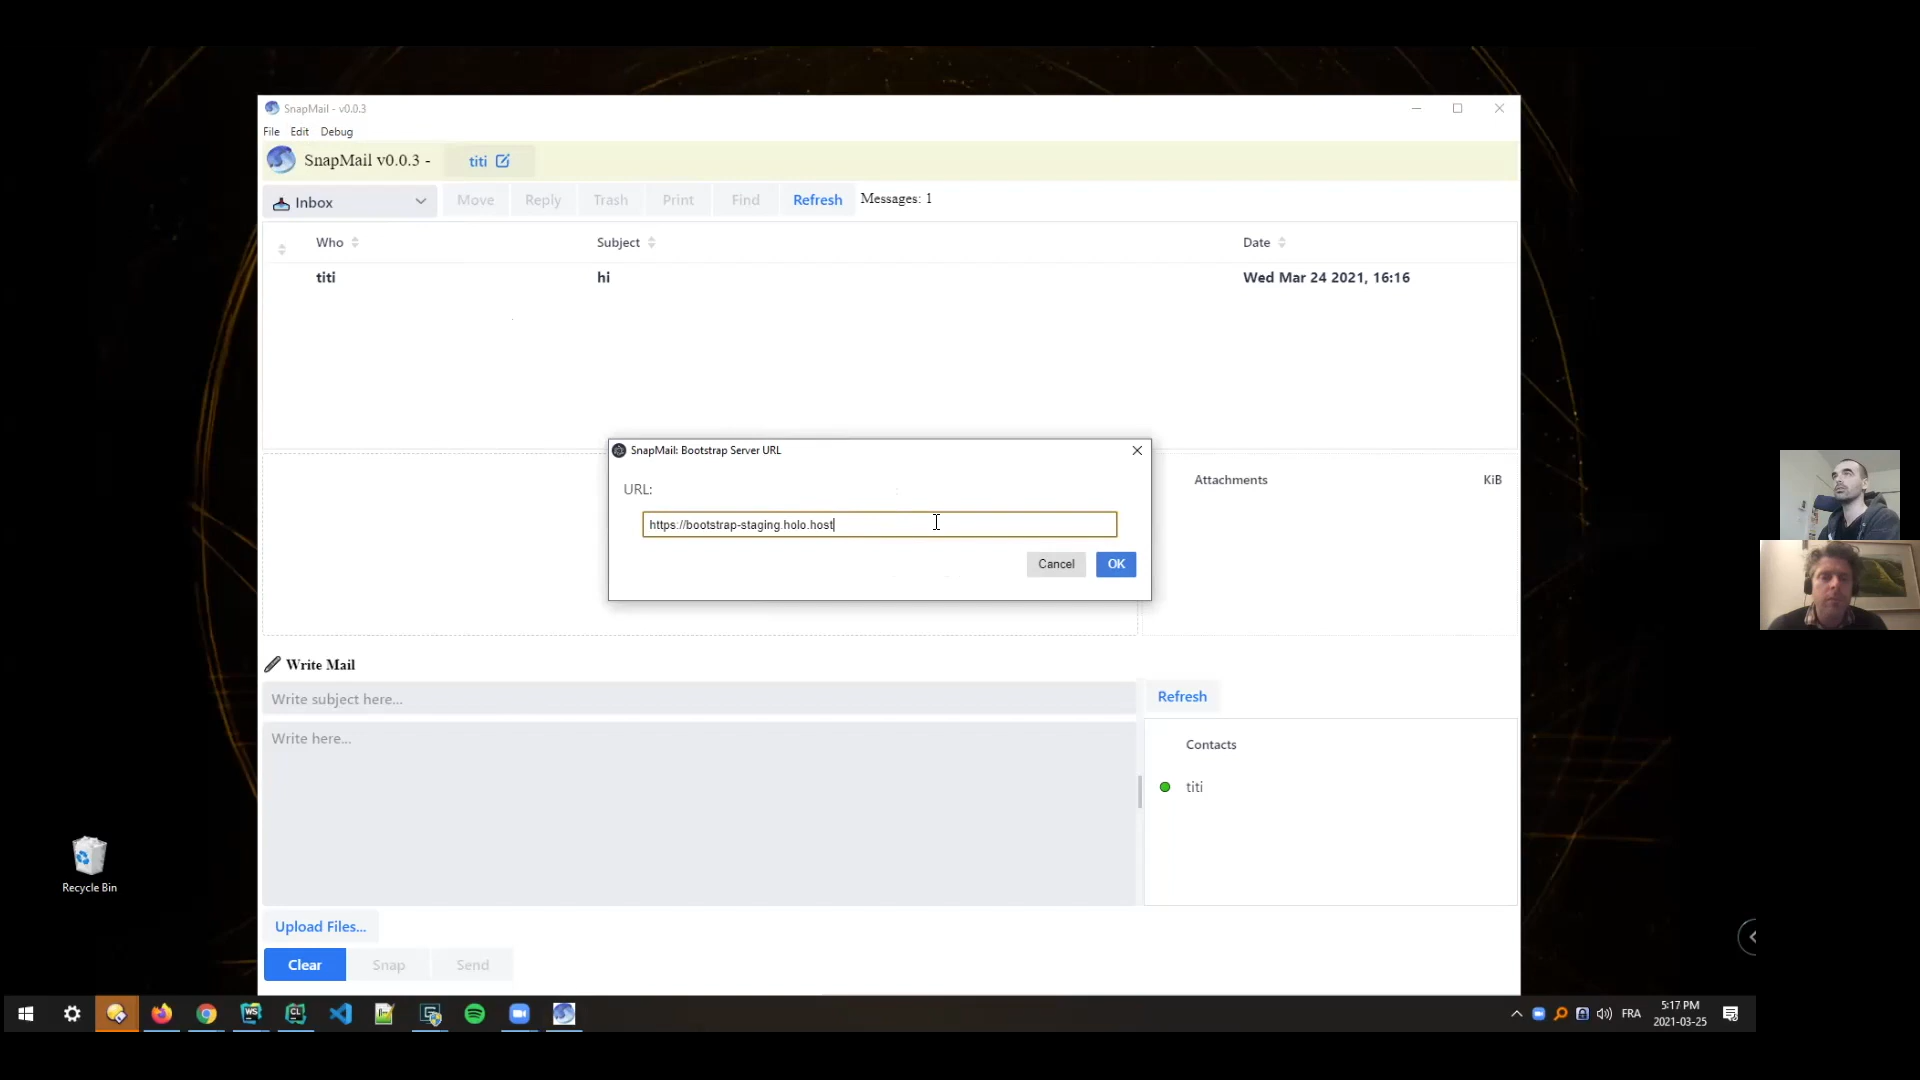 SnapMail - v0.0.3
File Edit Debug
SnapMail v0.0.3 - titi
Inbox Move Reply Trash Print Find Refresh Messages: 1
Who Subject Date
titi hi Wed Mar 24 2021, 16:16
SnapMail: Bootstrap Server URL
URL:
https://bootstrap-staging.holo.host
Cancel OK
Attachments KiB
Write Mail
Write subject here...
Write here...
Refresh
Contacts
titi
Upload Files...
Clear Snap Send
Recycle Bin
WS CL
FRA
5:17 PM
2021-03-25